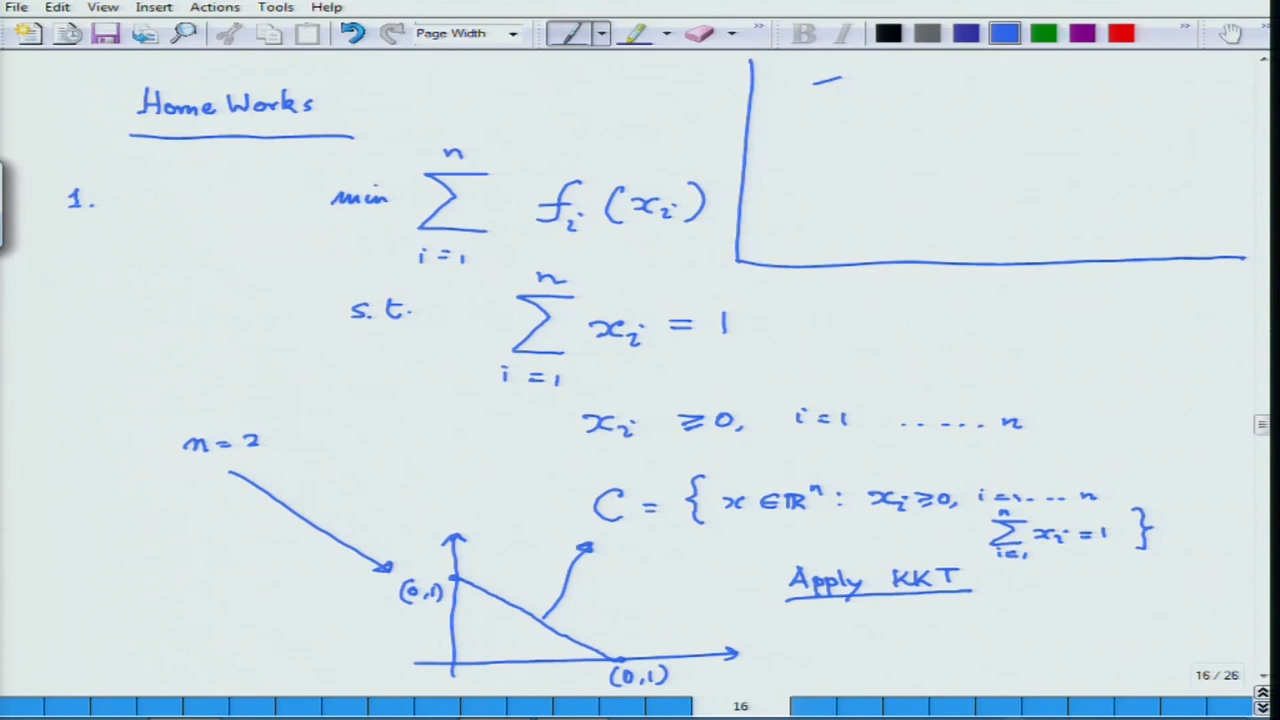 File Edit View Insert Actions Tools Help
Page Width
B I
Home Works
1. min ∑_{i=1}^{n} f_i (x_i)
s.t. ∑_{i=1}^{n} x_i = 1
x_i ≥ 0, i=1 ...... n
n=2
C = { x ∈ ℝ^n : x_i ≥ 0, i=1.... n
∑_{i=1}^{n} x_i = 1 }
Apply KKT
(0,1)
(0,1)
16/26
16